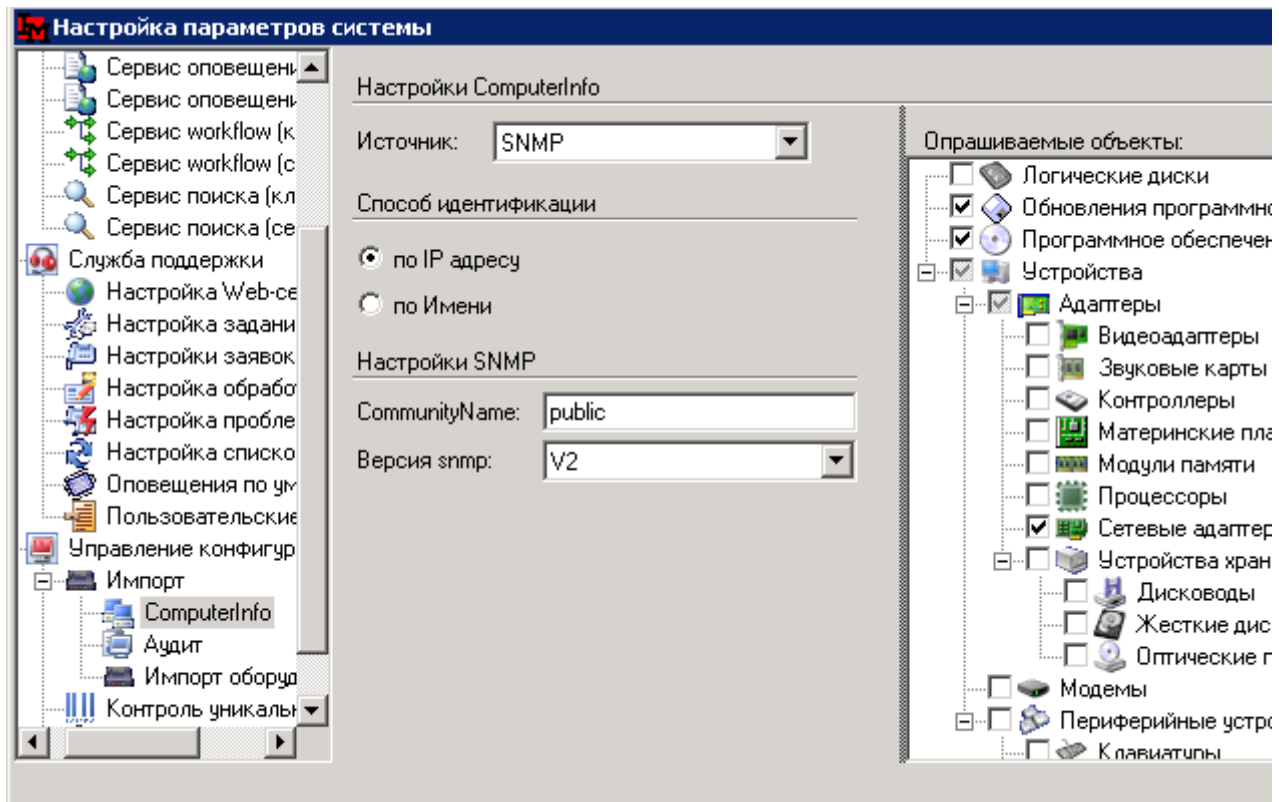 Настройка параметров системы
Сервис оповещени
Сервис оповещени
Сервис workflow (к
Сервис workflow (с
Сервис поиска (кл
Сервис поиска (се
Служба поддержки
Настройка Web-се
Настройка задани
Настройки заявок
Настройка обрабо
Настройка пробле
Настройка списко
Оповещения по ум
Пользовательские
Управление конфигур
Импорт
ComputerInfo
Аудит
Импорт оборуд
Контроль уникальн
Настройки ComputerInfo
Источник: SNMP
Способ идентификации
по IP адресу
по Имени
Настройки SNMP
CommunityName: public
Версия snmp: V2
Опрашиваемые объекты:
Логические диски
Обновления программно
Программное обеспечен
Устройства
Адаптеры
Видеоадаптеры
Звуковые карты
Контроллеры
Материнские пла
Модули памяти
Процессоры
Сетевые адаптер
Устройства хран
Дисководы
Жесткие дис
Оптические п
Модемы
Периферийные устро
Клавиатуры